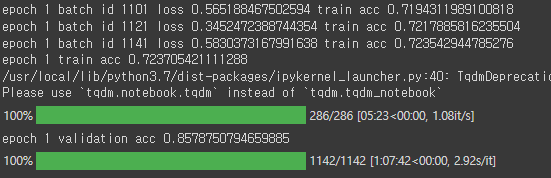 epoch 1 batch id 1101 loss 0.565188467502594 train acc 0.7194311989100818
epoch 1 batch id 1121 loss 0.3452472388744354 train acc 0.7217885816235504
epoch 1 batch id 1141 loss 0.5830373167991638 train acc 0.723542944785276
epoch 1 train acc 0.723705421111288
/usr/local/lib/python3.7/dist-packages/ipykernel_launcher.py:40: TqdmDeprecati
Please use `tqdm.notebook.tqdm` instead of `tqdm.tqdm_notebook`
100% 286/286 [05:23<00:00, 1.08it/s]
epoch 1 validation acc 0.8578750794659885
100% 1142/1142 [1:07:42<00:00, 2.92s/it]